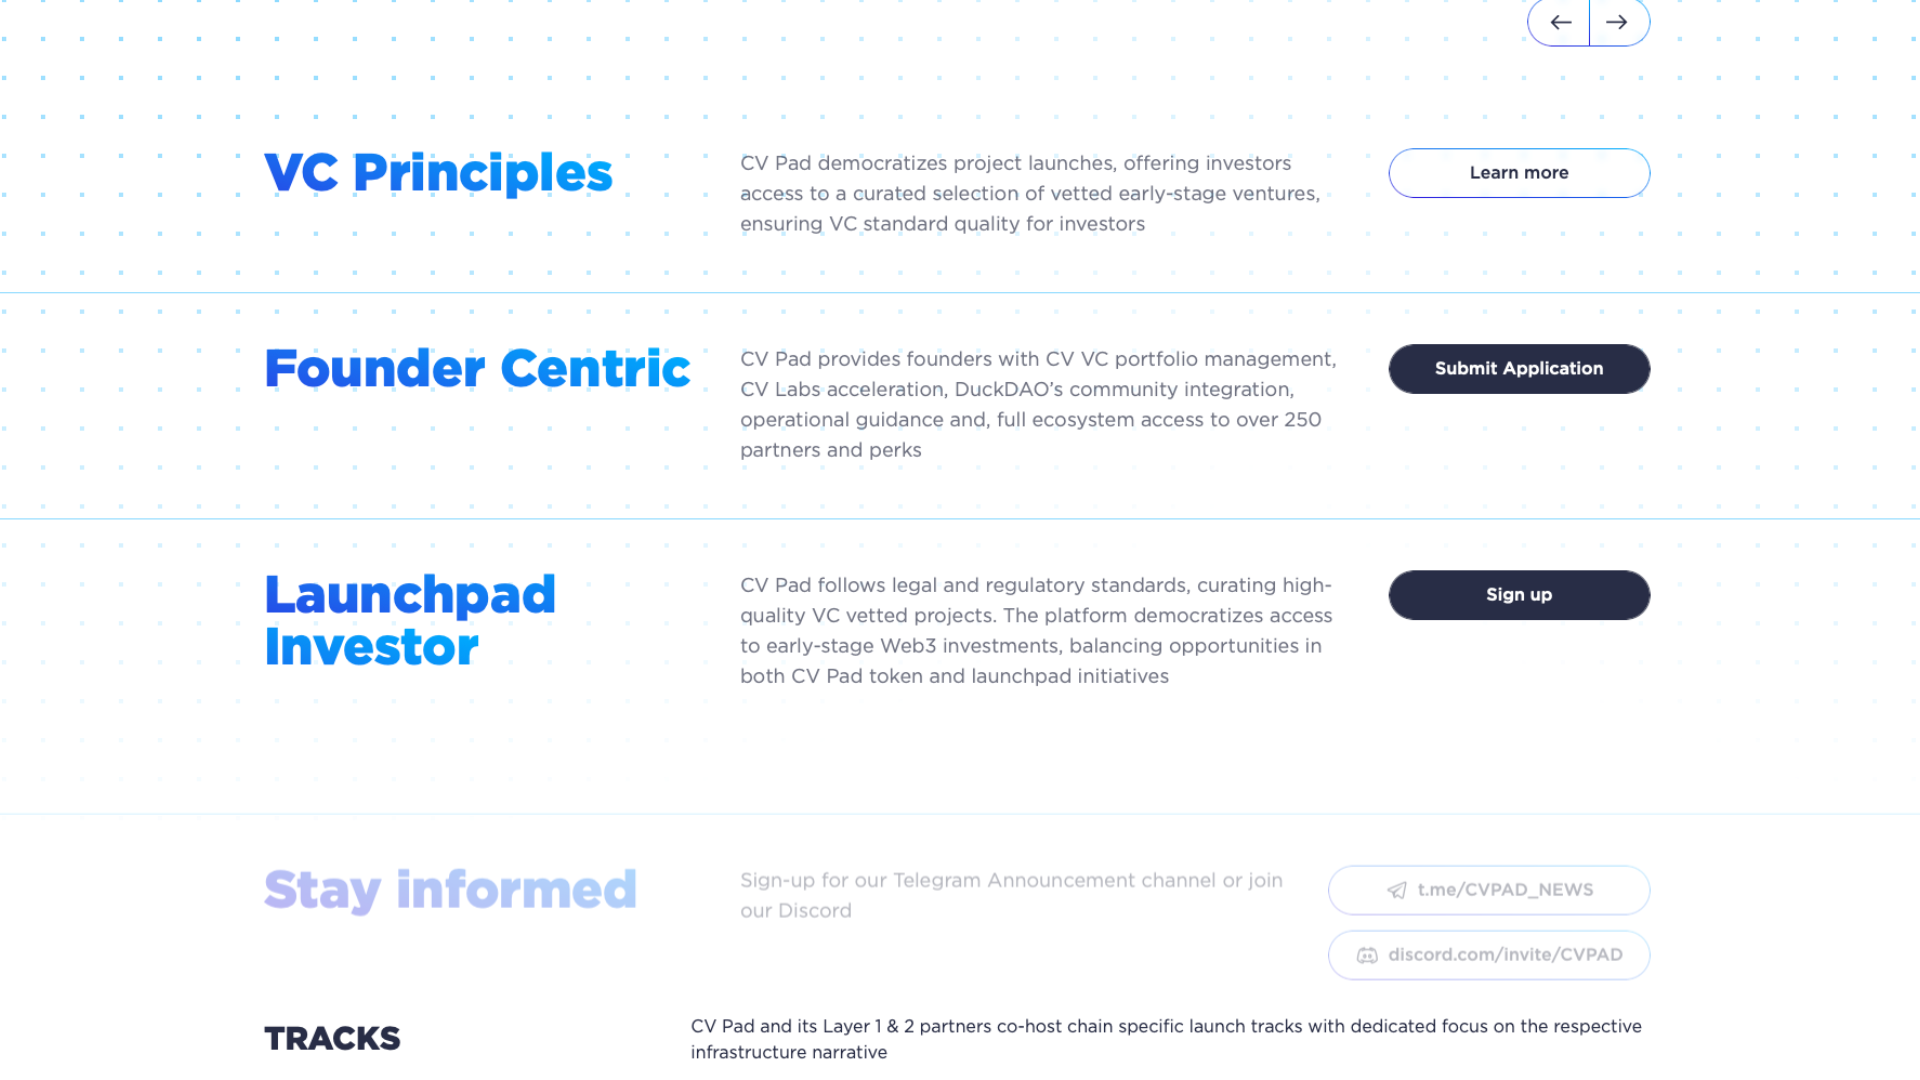 VC Principles
CV Pad democratizes project launches, offering investors
access to a curated selection of vetted early-stage ventures,
ensuring VC standard quality for investors
Learn more
Founder Centric
CV Pad provides founders with CV VC portfolio management,
CV Labs acceleration, DuckDAO’s community integration,
operational guidance and, full ecosystem access to over 250
partners and perks
Submit Application
Launchpad
Investor
CV Pad follows legal and regulatory standards, curating high-
quality VC vetted projects. The platform democratizes access
to early-stage Web3 investments, balancing opportunities in
both CV Pad token and launchpad initiatives
Sign up
Stay informed
Sign-up for our Telegram Announcement channel or join
our Discord
t.me/CVPAD_NEWS
discord.com/invite/CVPAD
TRACKS
CV Pad and its Layer 1 & 2 partners co-host chain specific launch tracks with dedicated focus on the respective
infrastructure narrative